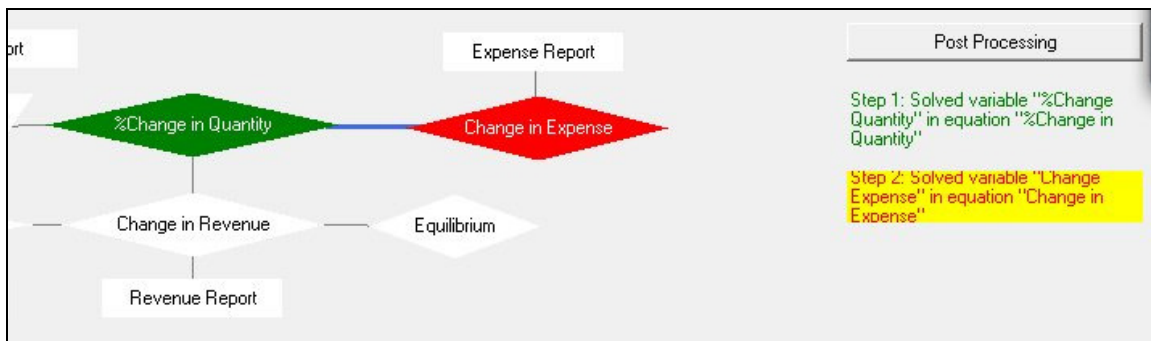 Expense Report
Post Processing
%Change in Quantity
Change in Expense
Step 1: Solved variable "%Change
Quantity" in equation "%Change in
Quantity"
Step 2: Solved variable "Change
Expense" in equation "Change in
Expense"
Change in Revenue
Equilibrium
Revenue Report